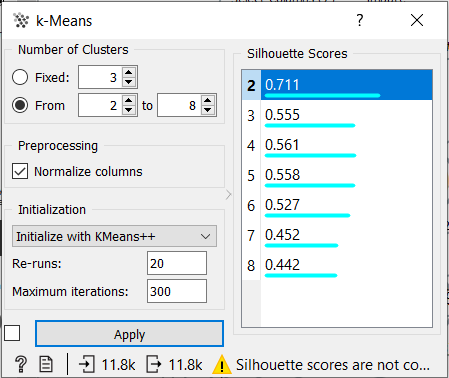 k-Means
Number of Clusters
Fixed: 3
From 2 to 8
Preprocessing
Normalize columns
Initialization
Initialize with KMeans++
Re-runs: 20
Maximum iterations: 300
Apply
Silhouette Scores
2 0.711
3 0.555
4 0.561
5 0.558
6 0.527
7 0.452
8 0.442
? 11.8k 11.8k Silhouette scores are not co...